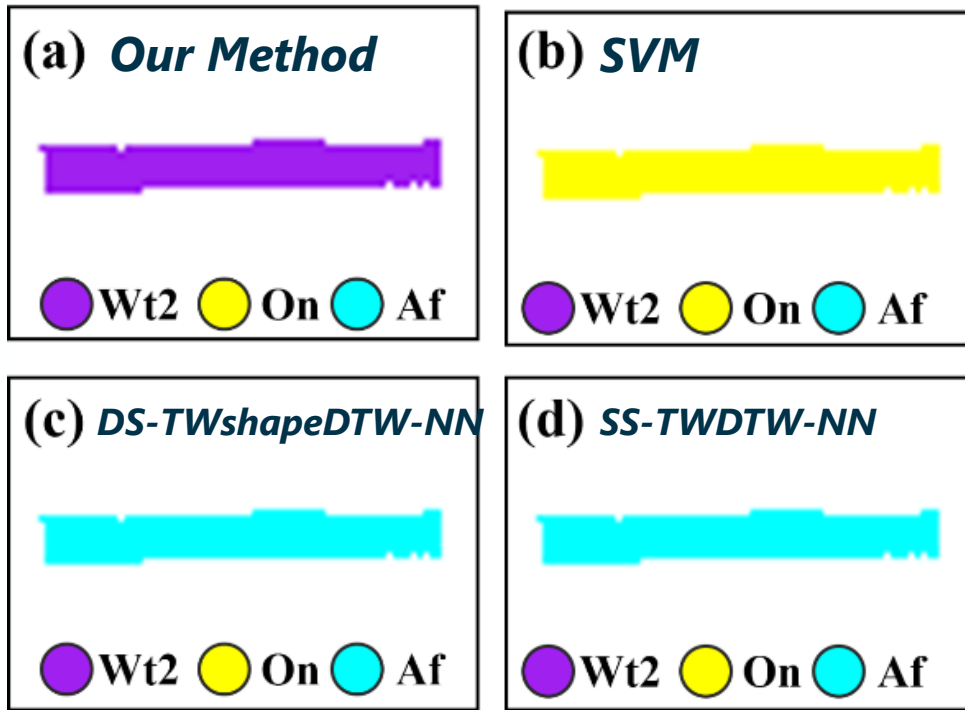 (a) Our Method
Wt2 On Af
(b) SVM
Wt2 On Af
(c) DS-TWshapeDTW-NN
Wt2 On Af
(d) SS-TWDTW-NN
Wt2 On Af